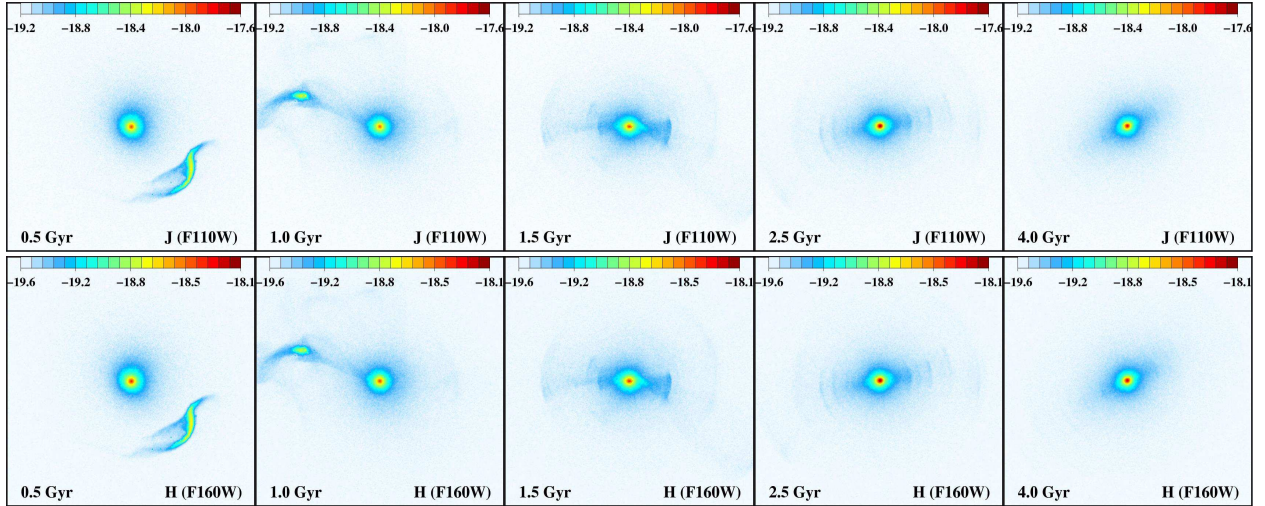 −19.2 −18.8 −18.4 −18.0 −17.6
−19.2 −18.8 −18.4 −18.0 −17.6
−19.2 −18.8 −18.4 −18.0 −17.6
−19.2 −18.8 −18.4 −18.0 −17.6
−19.2 −18.8 −18.4 −18.0 −17.6
0.5 Gyr J (F110W)
1.0 Gyr J (F110W)
1.5 Gyr J (F110W)
2.5 Gyr J (F110W)
4.0 Gyr J (F110W)
−19.6 −19.2 −18.8 −18.5 −18.1
−19.6 −19.2 −18.8 −18.5 −18.1
−19.6 −19.2 −18.8 −18.5 −18.1
−19.6 −19.2 −18.8 −18.5 −18.1
−19.6 −19.2 −18.8 −18.5 −18.1
0.5 Gyr H (F160W)
1.0 Gyr H (F160W)
1.5 Gyr H (F160W)
2.5 Gyr H (F160W)
4.0 Gyr H (F160W)